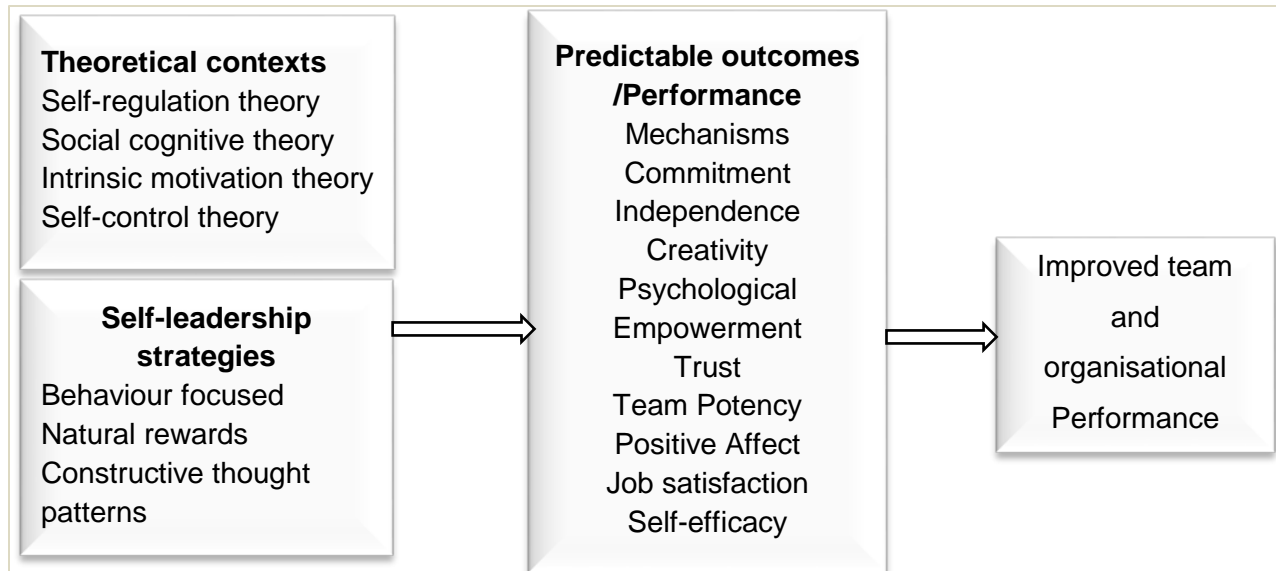 Theoretical contexts
Self-regulation theory
Social cognitive theory
Intrinsic motivation theory
Self-control theory
Self-leadership
strategies
Behaviour focused
Natural rewards
Constructive thought
patterns
Predictable outcomes
/Performance
Mechanisms
Commitment
Independence
Creativity
Psychological
Empowerment
Trust
Team Potency
Positive Affect
Job satisfaction
Self-efficacy
Improved team
and
organisational
Performance